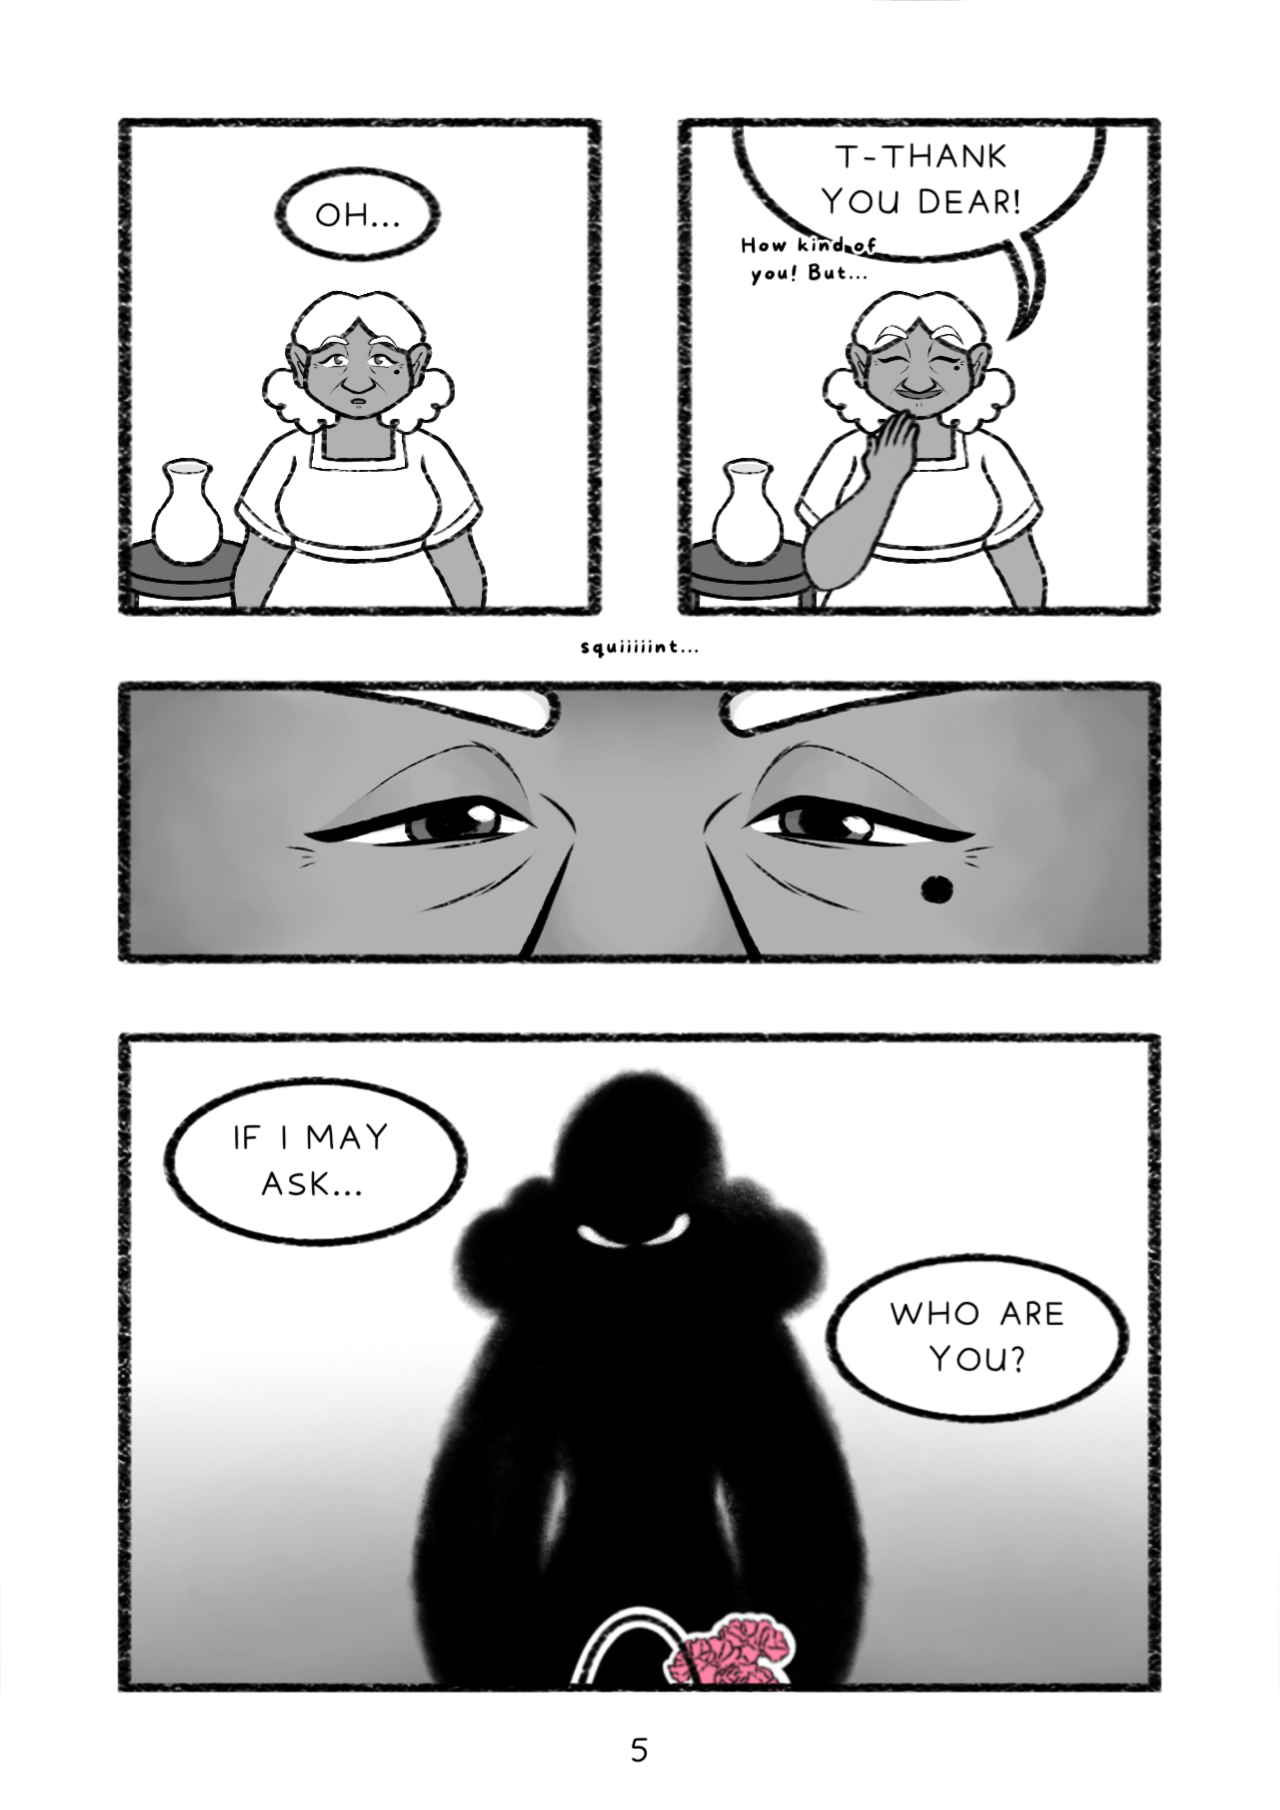 OH...
T-THANK
YOU DEAR!
How kind of
you! But...
squiiiiint...
IF I MAY
ASK...
WHO ARE
YOU?
5